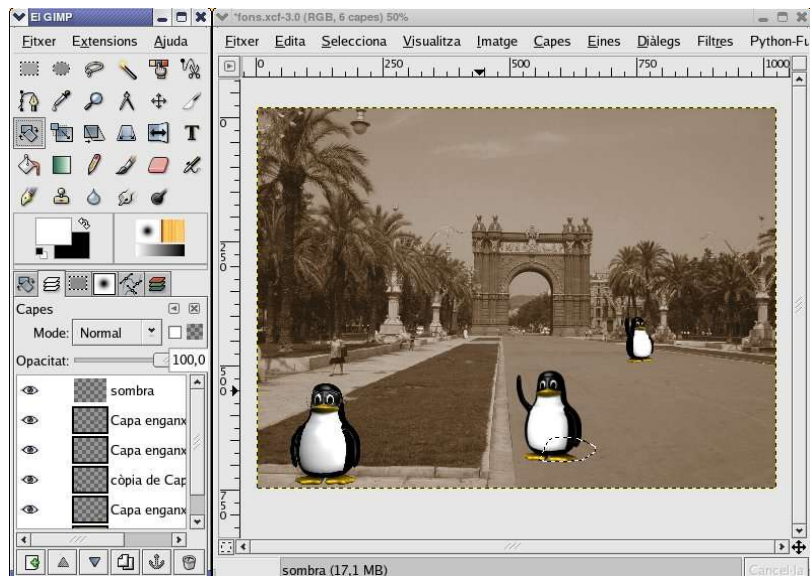 El GIMP
Fitxer Extensions Ajuda
Capes
Mode: Normal
Opacitat: 100,0
sombra
Capa enganx
Capa enganx
còpia de Cap
Capa enganx
*fons.xcf-3.0 (RGB, 6 capes) 50%
Fitxer Edita Selecciona Visualitza Imatge Capes Eines Diàlegs Filtres Python-Fu
0 250 500 750 1000
0
250
500
750
sombra (17,1 MB)
Cancel·la